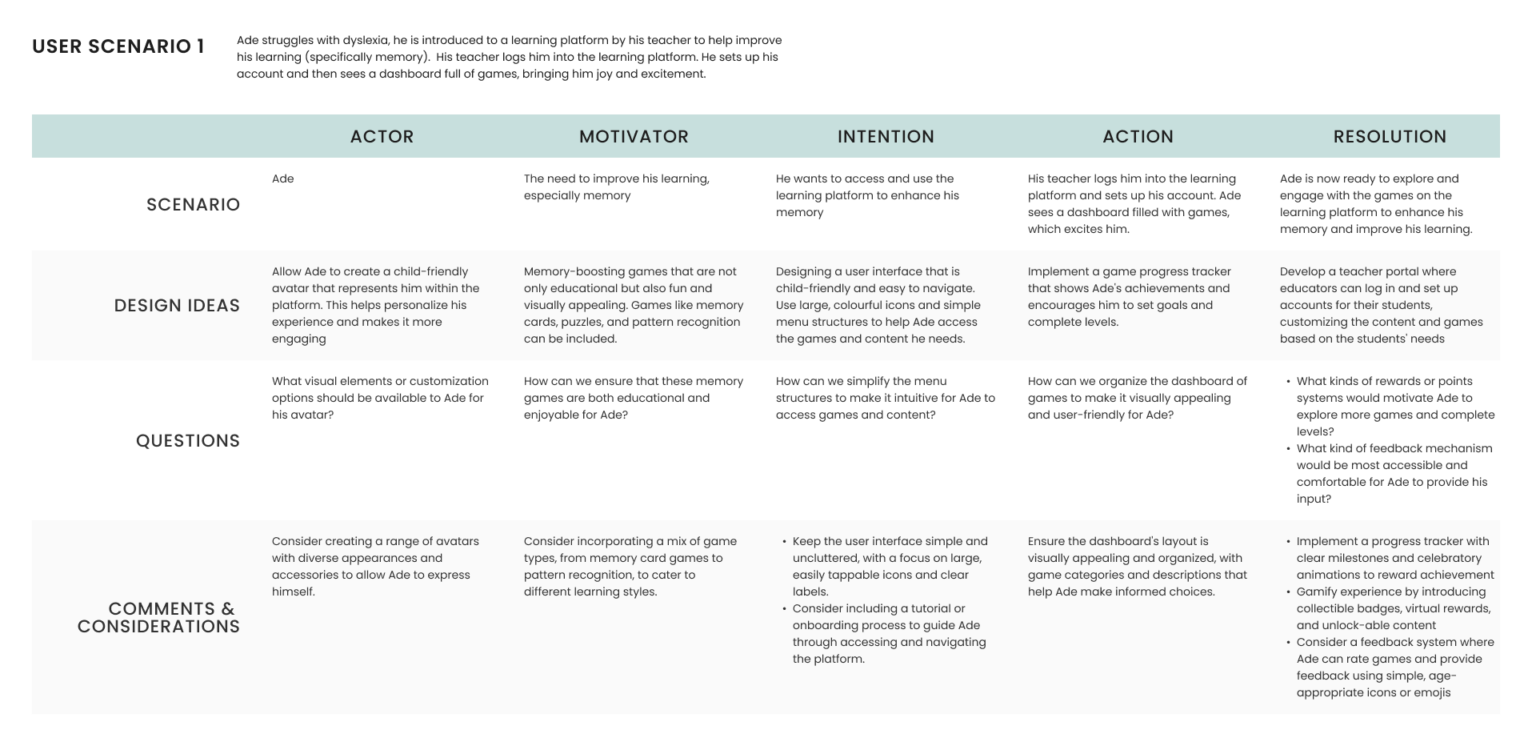 USER SCENARIO 1
Ade struggles with dyslexia, he is introduced to a learning platform by his teacher to help improve
his learning (specifically memory).  His teacher logs him into the learning platform. He sets up his
account and then sees a dashboard full of games, bringing him joy and excitement.
ACTOR
MOTIVATOR
INTENTION
ACTION
RESOLUTION
SCENARIO
Ade
The need to improve his learning,
especially memory
He wants to access and use the
learning platform to enhance his
memory
His teacher logs him into the learning
platform and sets up his account. Ade
sees a dashboard filled with games,
which excites him.
Ade is now ready to explore and
engage with the games on the
learning platform to enhance his
memory and improve his learning.
DESIGN IDEAS
Allow Ade to create a child-friendly
avatar that represents him within the
platform. This helps personalize his
experience and makes it more
engaging
Memory-boosting games that are not
only educational but also fun and
visually appealing. Games like memory
cards, puzzles, and pattern recognition
can be included.
Designing a user interface that is
child-friendly and easy to navigate.
Use large, colourful icons and simple
menu structures to help Ade access
the games and content he needs.
Implement a game progress tracker
that shows Ade's achievements and
encourages him to set goals and
complete levels.
Develop a teacher portal where
educators can log in and set up
accounts for their students,
customizing the content and games
based on the students' needs
QUESTIONS
What visual elements or customization
options should be available to Ade for
his avatar?
How can we ensure that these memory
games are both educational and
enjoyable for Ade?
How can we simplify the menu
structures to make it intuitive for Ade to
access games and content?
How can we organize the dashboard of
games to make it visually appealing
and user-friendly for Ade?
• What kinds of rewards or points
systems would motivate Ade to
explore more games and complete
levels?
• What kind of feedback mechanism
would be most accessible and
comfortable for Ade to provide his
input?
COMMENTS &
CONSIDERATIONS
Consider creating a range of avatars
with diverse appearances and
accessories to allow Ade to express
himself.
Consider incorporating a mix of game
types, from memory card games to
pattern recognition, to cater to
different learning styles.
• Keep the user interface simple and
uncluttered, with a focus on large,
easily tappable icons and clear
labels.
• Consider including a tutorial or
onboarding process to guide Ade
through accessing and navigating
the platform.
Ensure the dashboard's layout is
visually appealing and organized, with
game categories and descriptions that
help Ade make informed choices.
• Implement a progress tracker with
clear milestones and celebratory
animations to reward achievement
• Gamify experience by introducing
collectible badges, virtual rewards,
and unlock-able content
• Consider a feedback system where
Ade can rate games and provide
feedback using simple, age-
appropriate icons or emojis